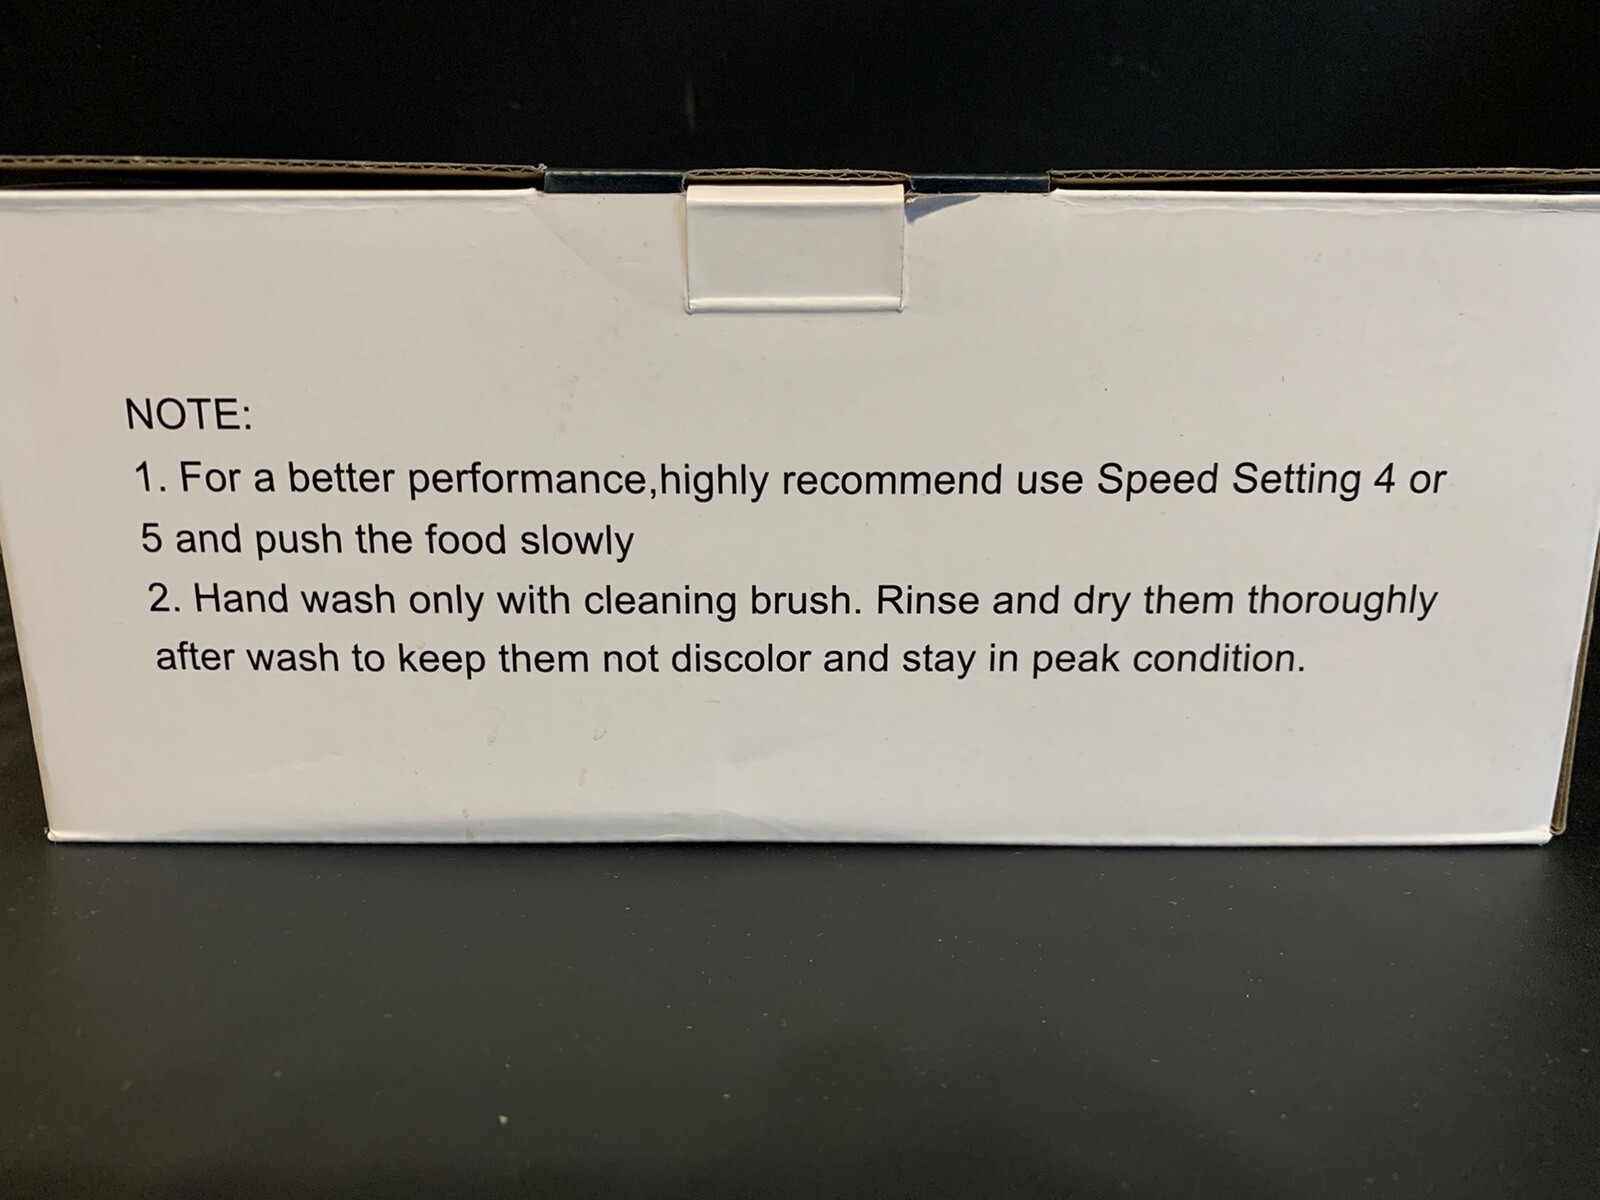 NOTE:
1. For a better performance,highly recommend use Speed Setting 4 or
5 and push the food slowly
2. Hand wash only with cleaning brush. Rinse and dry them thoroughly
after wash to keep them not discolor and stay in peak condition.